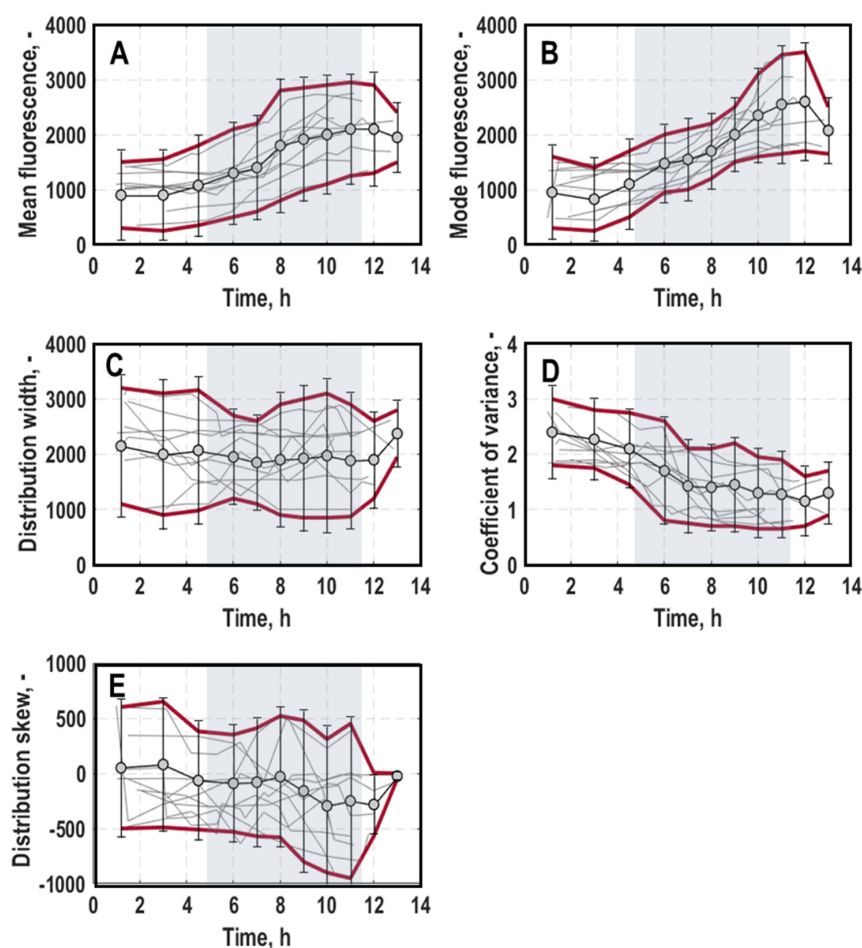 A
Mean fluorescence, -
4000
3000
2000
1000
0
0 2 4 6 8 10 12 14
Time, h
B
Mode fluorescence, -
4000
3000
2000
1000
0
0 2 4 6 8 10 12 14
Time, h
C
Distribution width, -
4000
3000
2000
1000
0
0 2 4 6 8 10 12 14
Time, h
D
Coefficient of variance, -
4
3
2
1
0
0 2 4 6 8 10 12 14
Time, h
E
Distribution skew, -
1000
500
0
-500
-1000
0 2 4 6 8 10 12 14
Time, h